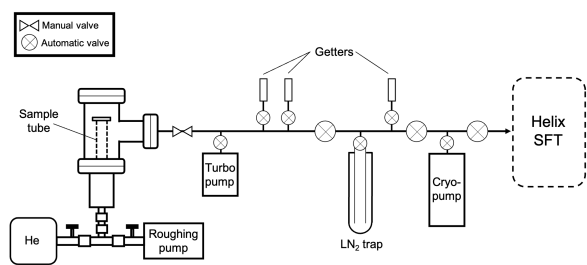 Manual valve
Automatic valve
Getters
Sample
tube
Helix
SFT
Turbo
pump
Cryo-
pump
LN₂ trap
He
Roughing
pump